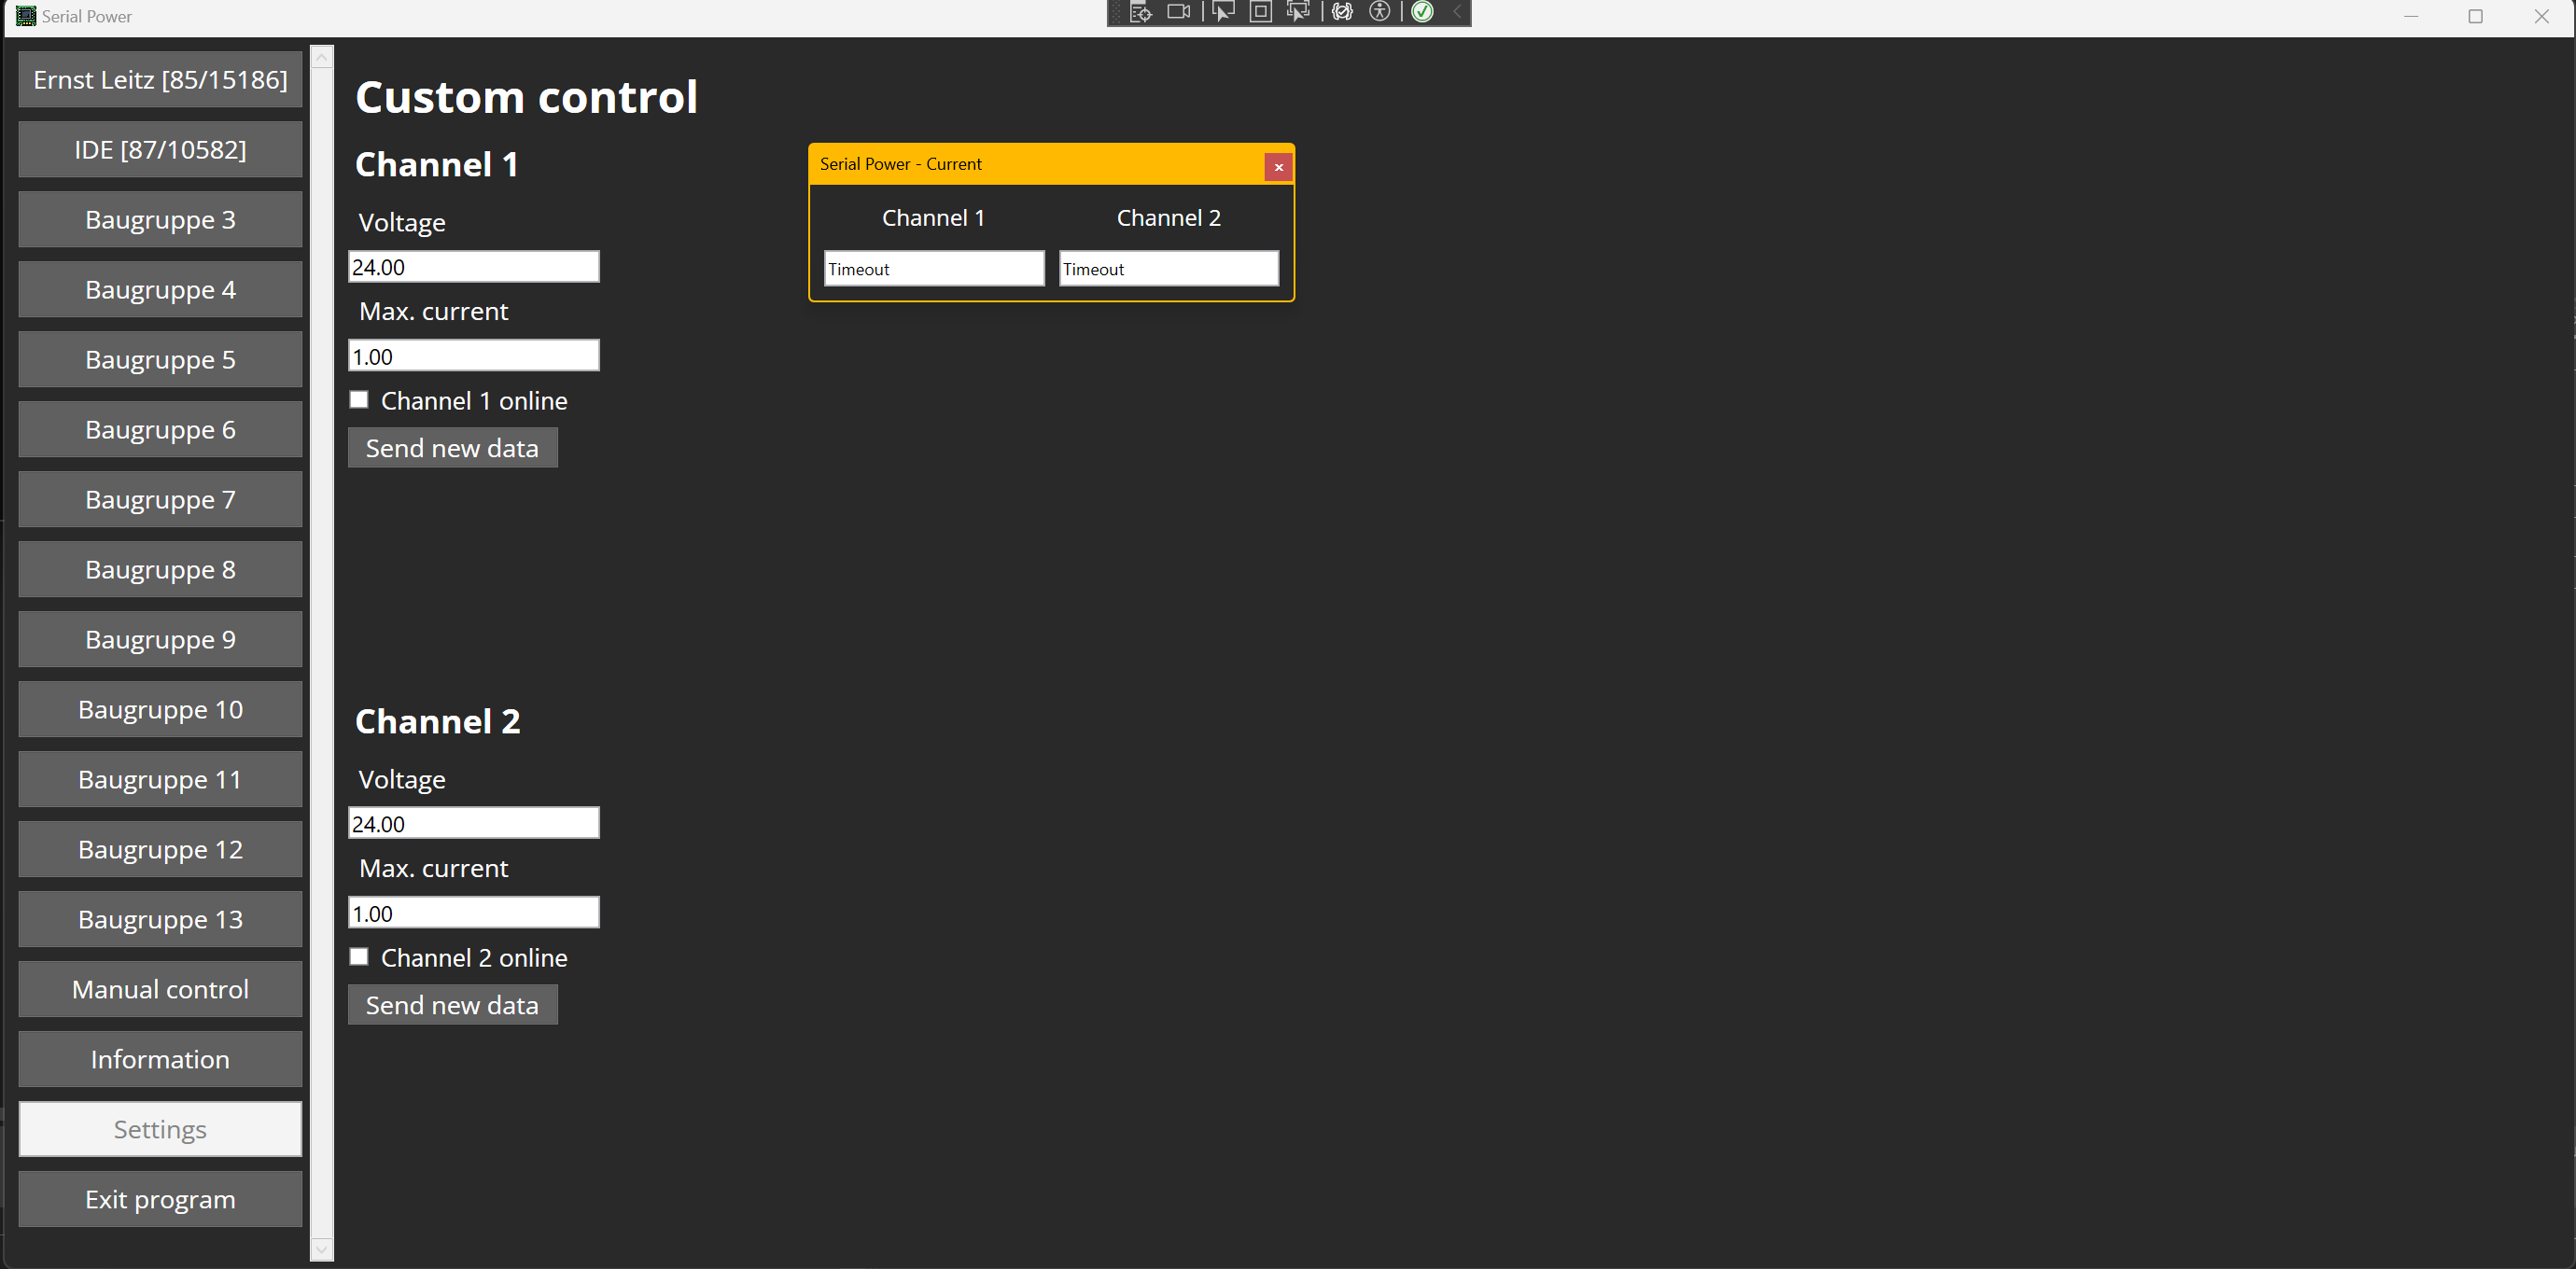 Serial Power
Ernst Leitz [85/15186]
IDE [87/10582]
Baugruppe 3
Baugruppe 4
Baugruppe 5
Baugruppe 6
Baugruppe 7
Baugruppe 8
Baugruppe 9
Baugruppe 10
Baugruppe 11
Baugruppe 12
Baugruppe 13
Manual control
Information
Settings
Exit program
Custom control
Channel 1
Voltage
24.00
Max. current
1.00
Channel 1 online
Send new data
Channel 2
Voltage
24.00
Max. current
1.00
Channel 2 online
Send new data
Serial Power - Current
x
Channel 1 Channel 2
Timeout Timeout